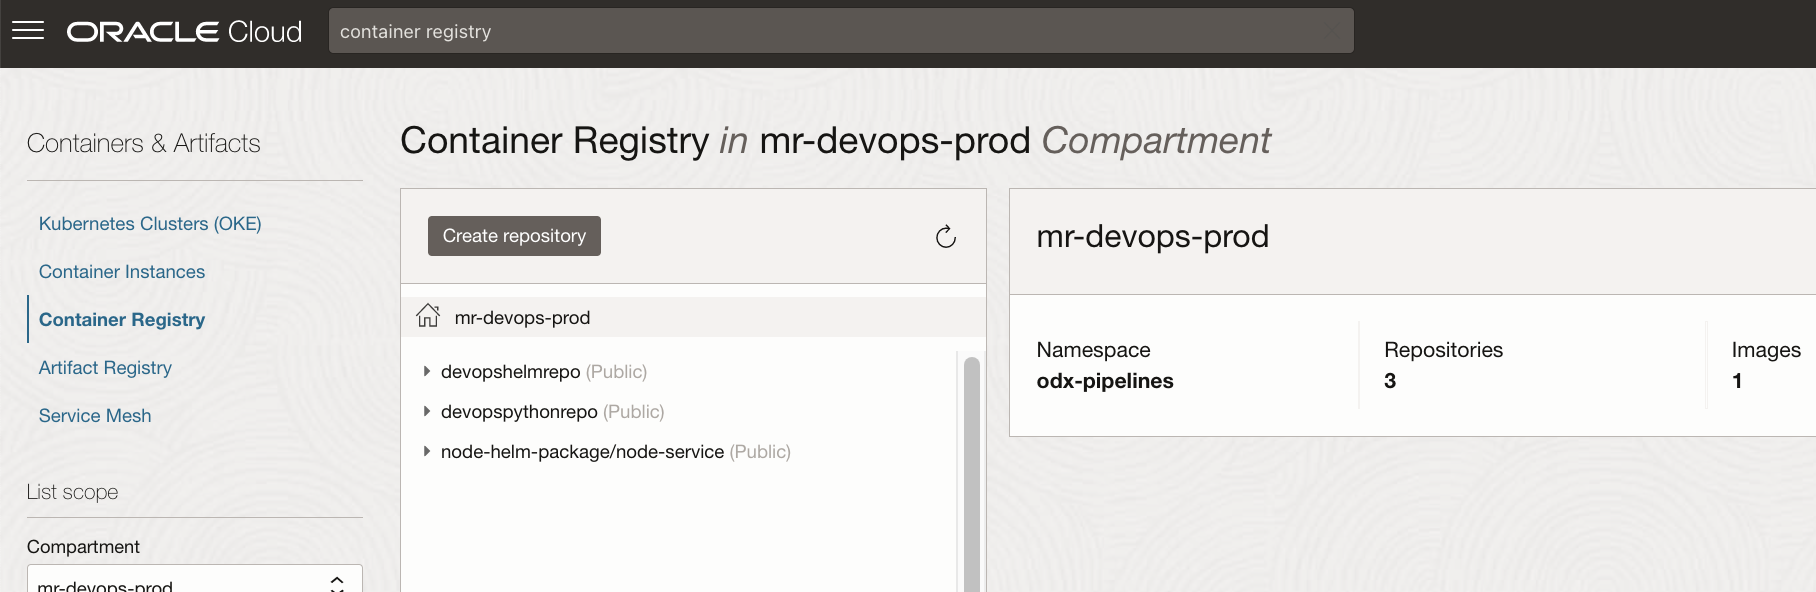 ORACLE Cloud
container registry
Containers & Artifacts
Kubernetes Clusters (OKE)
Container Instances
Container Registry
Artifact Registry
Service Mesh
List scope
Compartment
mr-devops-prod
Container Registry in mr-devops-prod Compartment
Create repository
mr-devops-prod
devopshelmrepo (Public)
devopspythonrepo (Public)
node-helm-package/node-service (Public)
mr-devops-prod
Namespace
odx-pipelines
Repositories
3
Images
1